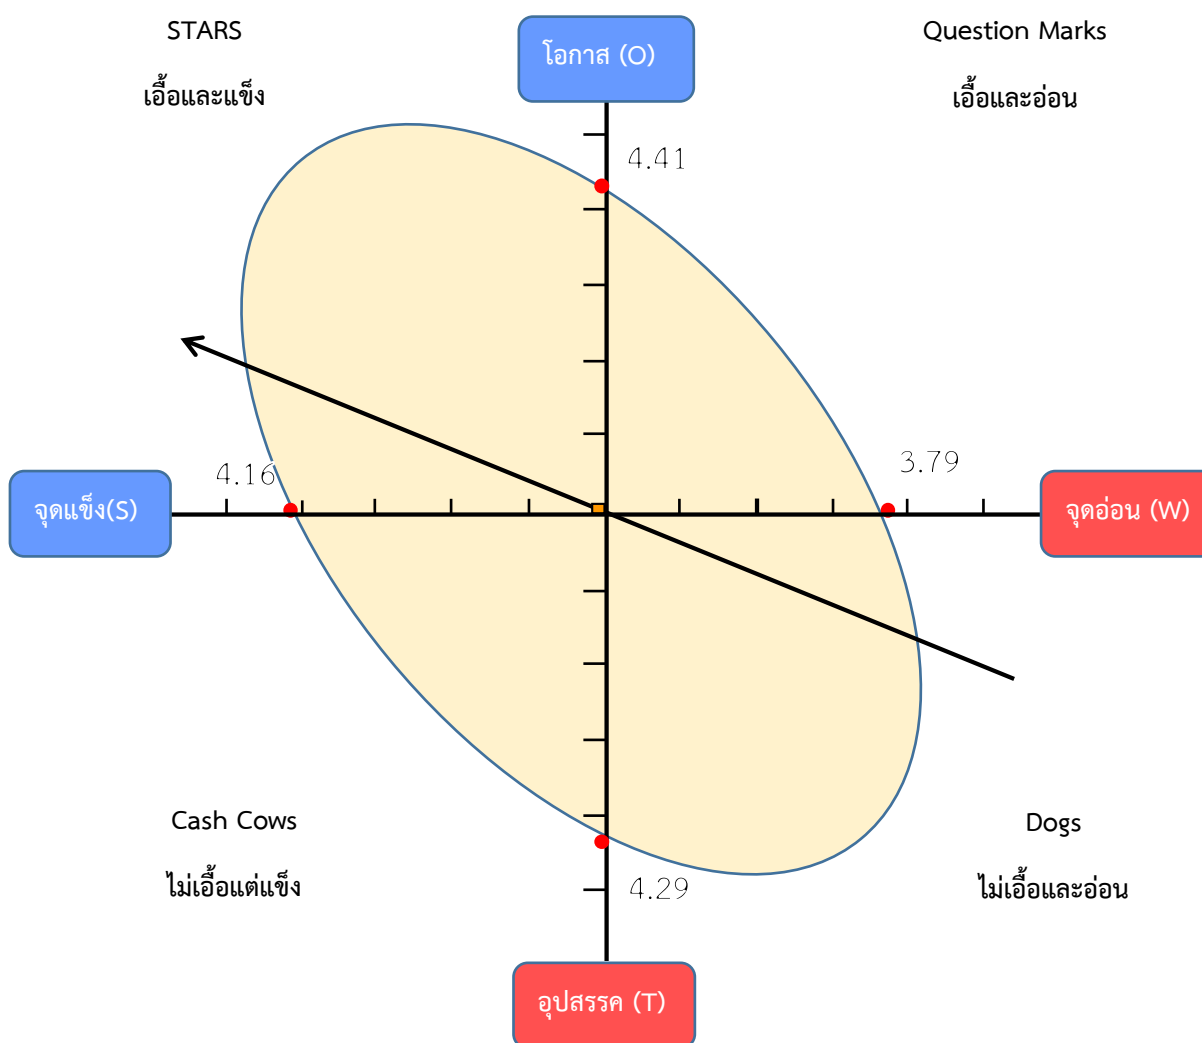 STARS
เอื้อและแข็ง
โอกาส (O)
Question Marks
เอื้อและอ่อน
4.41
4.16
3.79
จุดแข็ง(S)
จุดอ่อน (W)
Cash Cows
ไม่เอื้อแต่แข็ง
Dogs
ไม่เอื้อและอ่อน
4.29
อุปสรรค (T)